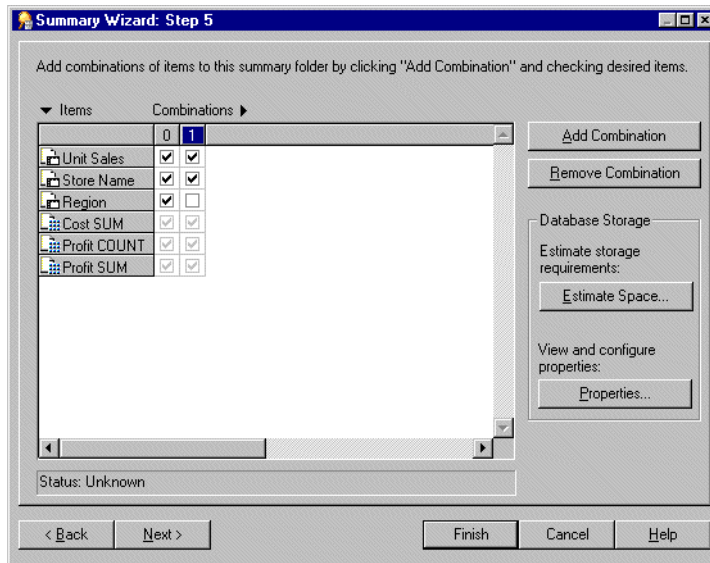 Summary Wizard: Step 5
Add combinations of items to this summary folder by clicking "Add Combination" and checking desired items.
Items Combinations
0 1
Unit Sales
Store Name
Region
Cost SUM
Profit COUNT
Profit SUM
Add Combination
Remove Combination
Database Storage
Estimate storage
requirements:
Estimate Space...
View and configure
properties:
Properties...
Status: Unknown
< Back Next > Finish Cancel Help